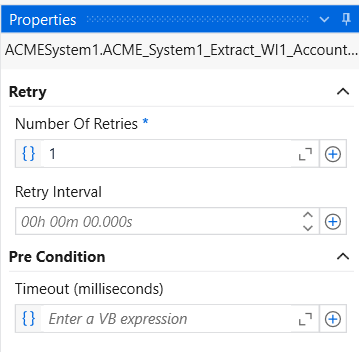 Properties
ACMESystem1.ACME_System1_Extract_WI1_Account...
Retry
Number Of Retries *
{} 1
Retry Interval
00h 00m 00.000s
Pre Condition
Timeout (milliseconds)
{} Enter a VB expression